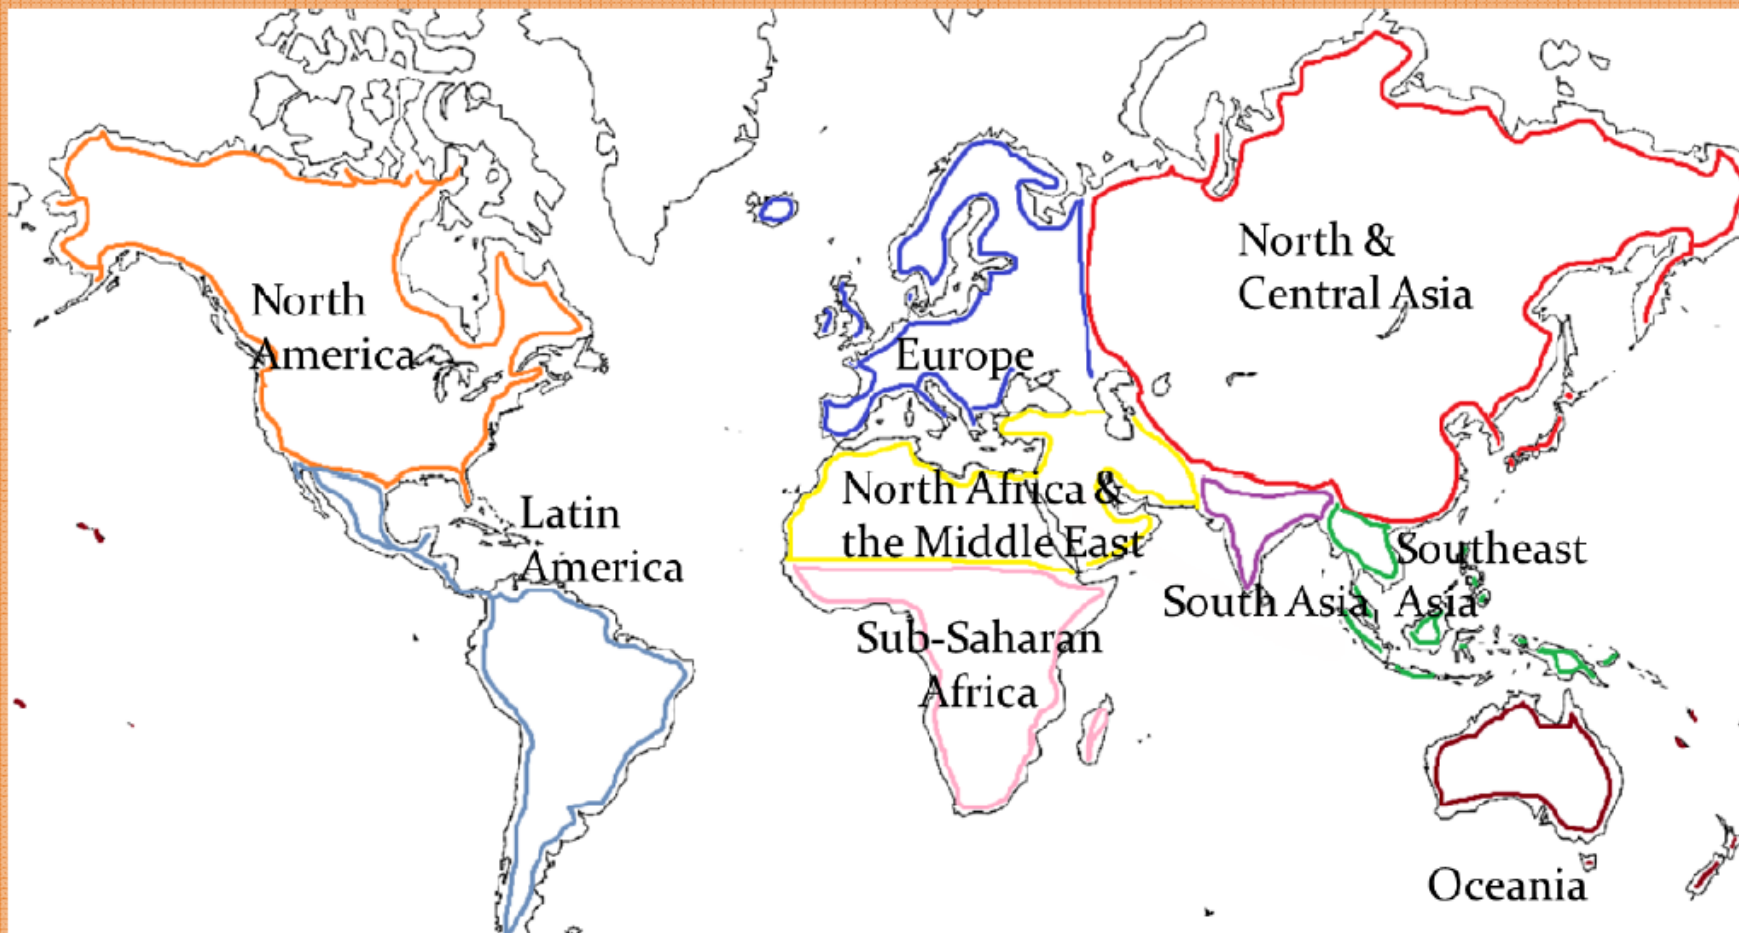 North &
Central Asia
North
America
Europe
North Africa &
the Middle East
Latin
America
Southeast
Asia
South Asia
Sub-Saharan
Africa
Oceania